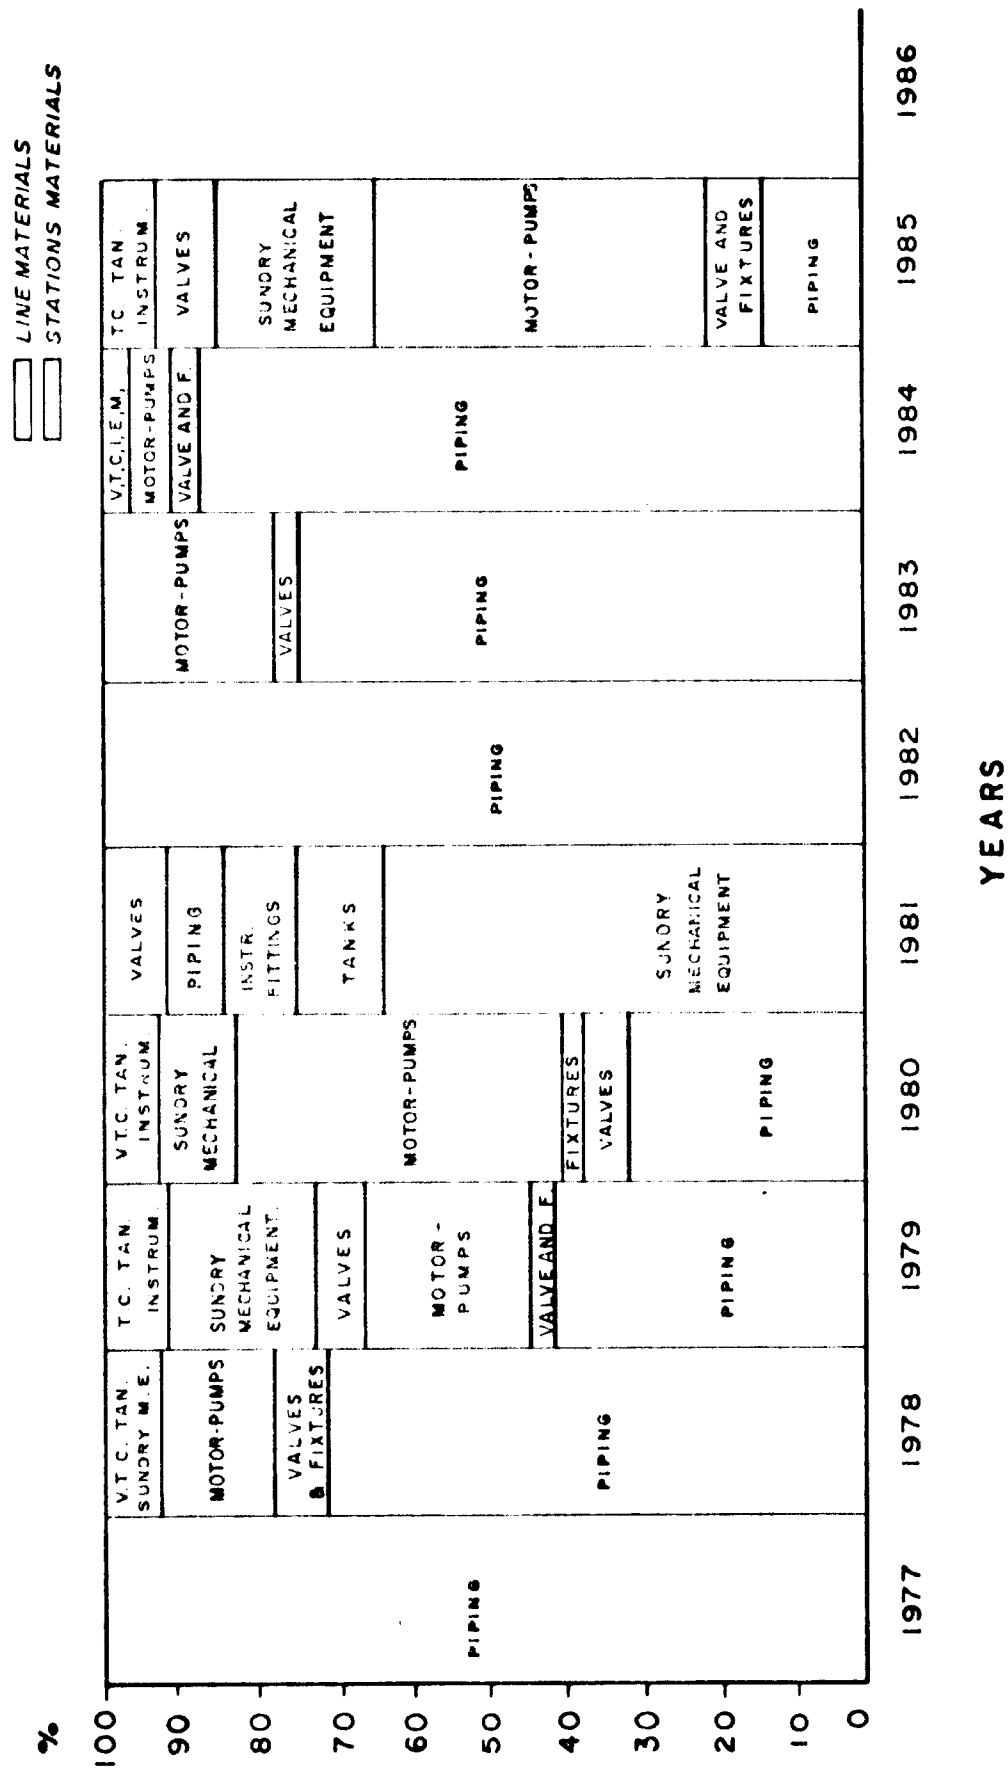 LINE MATERIALS
STATIONS MATERIALS
%
100
90
80
70
60
50
40
30
20
10
0
PIPING
V.T.C. TAN.
SUNDRY M.E.
MOTOR-PUMPS
VALVES
& FIXTURES
PIPING
T.C. TAN.
INSTRUM.
SUNDRY
MECHANICAL
EQUIPMENT.
VALVES
MOTOR-
PUMPS
VALVE AND F.
PIPING
V.T.C. TAN.
INSTRUM.
SUNDRY
MECHANICAL
MOTOR-PUMPS
FIXTURES
VALVES
PIPING
VALVES
PIPING
INSTR.
FITTINGS
TANKS
SUNDRY
MECHANICAL
EQUIPMENT
PIPING
MOTOR-PUMPS
VALVES
PIPING
V,T,C,I,E,M,
MOTOR-PUMPS
VALVE AND F.
PIPING
TC. TAN.
INSTRUM.
VALVES
SUNDRY
MECHANICAL
EQUIPMENT
MOTOR-PUMPS
VALVE AND
FIXTURES
PIPING
1977
1978
1979
1980
1981
1982
1983
1984
1985
1986
YEARS